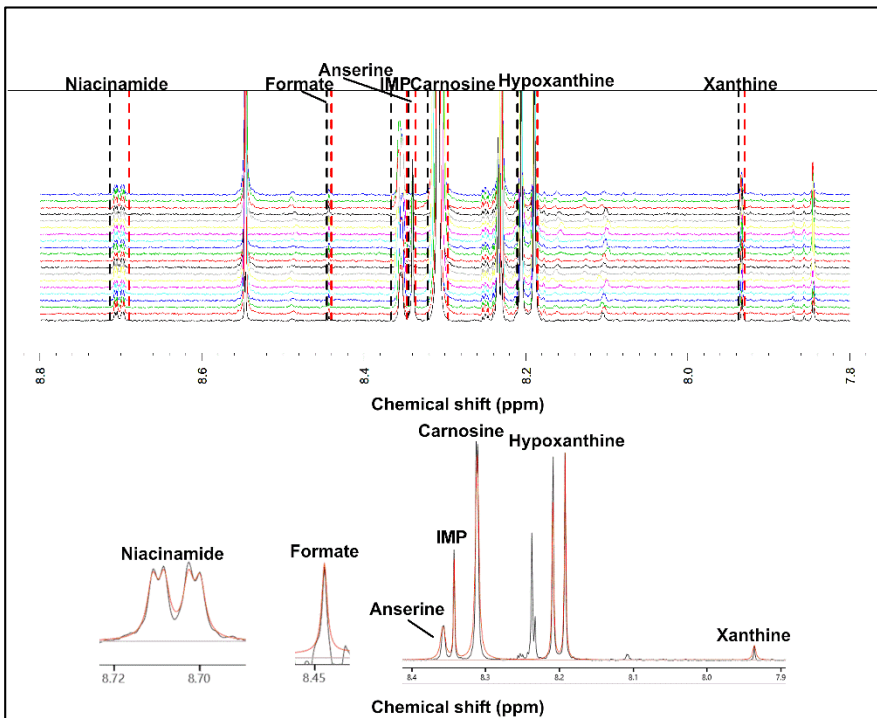 Anserine
Niacinamide Formate IMP Carnosine Hypoxanthine Xanthine
8.8 8.6 8.4 8.2 8.0 7.8
Chemical shift (ppm)
Carnosine
Hypoxanthine
IMP
Niacinamide Formate
Anserine
Xanthine
8.72 8.70 8.45 8.4 8.3 8.2 8.1 8.0 7.9
Chemical shift (ppm)